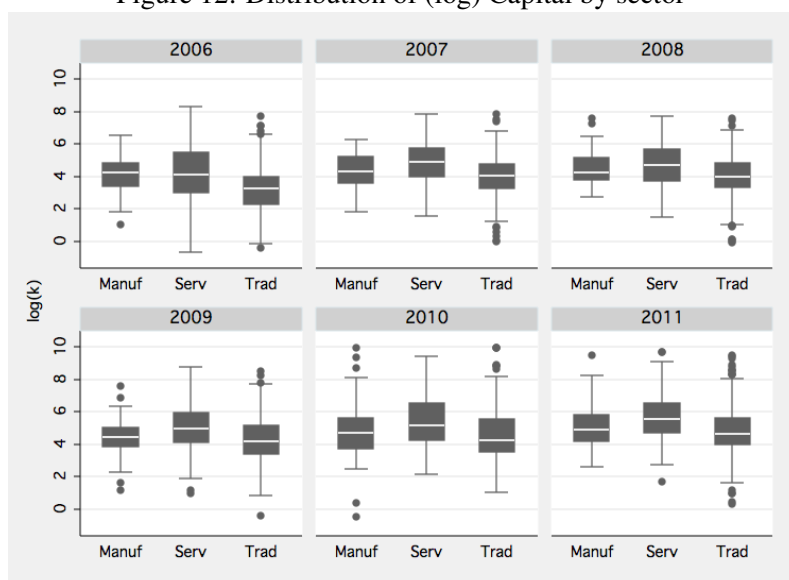 Figure 12: Distribution of (log) Capital by sector
2006 2007 2008
10
8
6
4
2
0
Manuf Serv Trad Manuf Serv Trad Manuf Serv Trad
log(k)
2009 2010 2011
10
8
6
4
2
0
Manuf Serv Trad Manuf Serv Trad Manuf Serv Trad